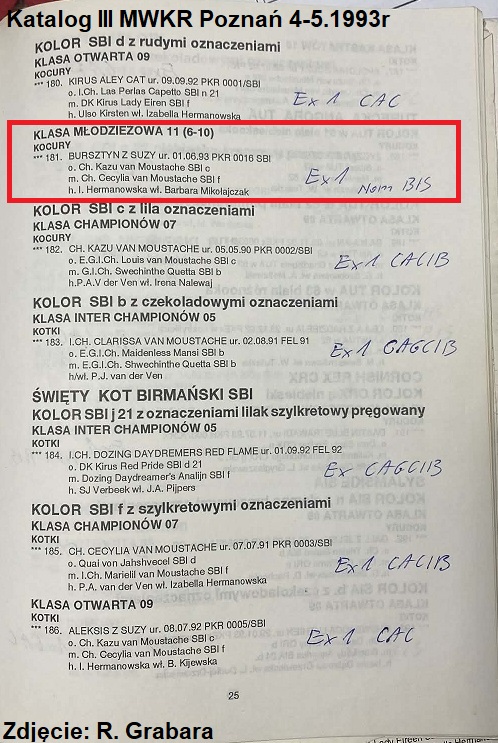 Katalog III MWKR Poznań 4-5.1993r
KOLOR SBI d z rudymi oznaczeniami
KLASA OTWARTA 09
KOCURY
*** 180. KIRUS ALEY CAT ur. 09.09.92 PKR 0001/SBI
o. I.Ch. Las Perlas Capetto SBI n 21
m. DK Kirus Lady Eiren SBI f
h. Ulso Kirsten wł. Izabella Hermanowska
Ex 1 CAC
KLASA MŁODZIEŻOWA 11 (6-10)
KOCURY
*** 181. BURSZTYN Z SUZY ur. 01.06.93 PKR 0016 SBI
o. Ch. Kazu van Moustache SBI c
m. Ch. Cecylia van Moustache SBI f
h. I. Hermanowska wł. Barbara Mikołajczak
Ex 1
Nom BIS
KOLOR SBI c z lila oznaczeniami
KLASA CHAMPIONÓW 07
KOCURY
*** 182. CH. KAZU VAN MOUSTACHE ur. 05.05.90 PKR 0002/SBI
o. E.G.I.Ch. Louis van Moustache SBI c
m. G.I.Ch. Swechinthe Quetta SBI b
h.P.A.V der Ven wł. Irena Nalewaj
Ex 1 CACIB
KOLOR SBI b z czekoladowymi oznaczeniami
KLASA INTER CHAMPIONÓW 05
KOTKI
*** 183. I.CH. CLARISSA VAN MOUSTACHE ur. 02.08.91 FEL 91
o. E.G.I.Ch. Maidenless Mansi SBI b
m. E.G.I.Ch. Shwechinthe Quetta SBI b
h/wł. P.J. van der Ven
Ex 1 CAGCIB
ŚWIĘTY KOT BIRMAŃSKI SBI
KOLOR SBI j 21 z oznaczeniami lilak szylkretowy pręgowany
KLASA INTER CHAMPIONÓW 05
KOTKI
*** 184. I.CH. DOZING DAYDREMERS RED FLAME ur. 01.09.92 FEL 92
o. DK Kirus Red Pride SBI d 21
m. Dozing Daydreamer's Analijn SBI f
h. SJ Verbeek wł. J.A. Pijpers
Ex CAGCIB
KOLOR SBI f z szylkretowymi oznaczeniami
KLASA CHAMPIONÓW 07
KOTKI
*** 185. CH. CECYLIA VAN MOUSTACHE ur. 07.07.91 PKR 0003/SBI
o. Quai von Jahshvecel SBI d
m. I.Ch. Marielil van Moustache SBI f
h. P.A. van der Ven wł. Izabella Hermanowska
Ex 1 CACIB
KLASA OTWARTA 09
*** 186. ALEKSIS Z SUZY ur. 08.07.92 PKR 0005/SBI
o. Ch. Kazu van Moustache SBI c
m. Ch. Cecylia van Moustache SBI f
h. I. Hermanowska wł. B. Kijewska
Ex 1 CAC
25
Zdjęcie: R. Grabara